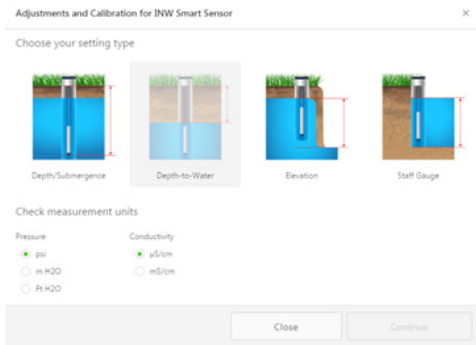 Adjustments and Calibration for INW Smart Sensor
Choose your setting type
Depth/Submergence Depth-to-Water Elevation Staff Gauge
Check measurement units
Pressure Conductivity
psi µS/cm
m H2O mS/cm
Ft H2O
Close Continue